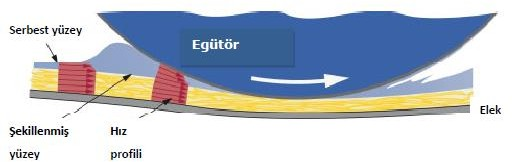 Serbest yüzey
Egütör
Elek
Şekillenmiş
yüzey
Hız
profili